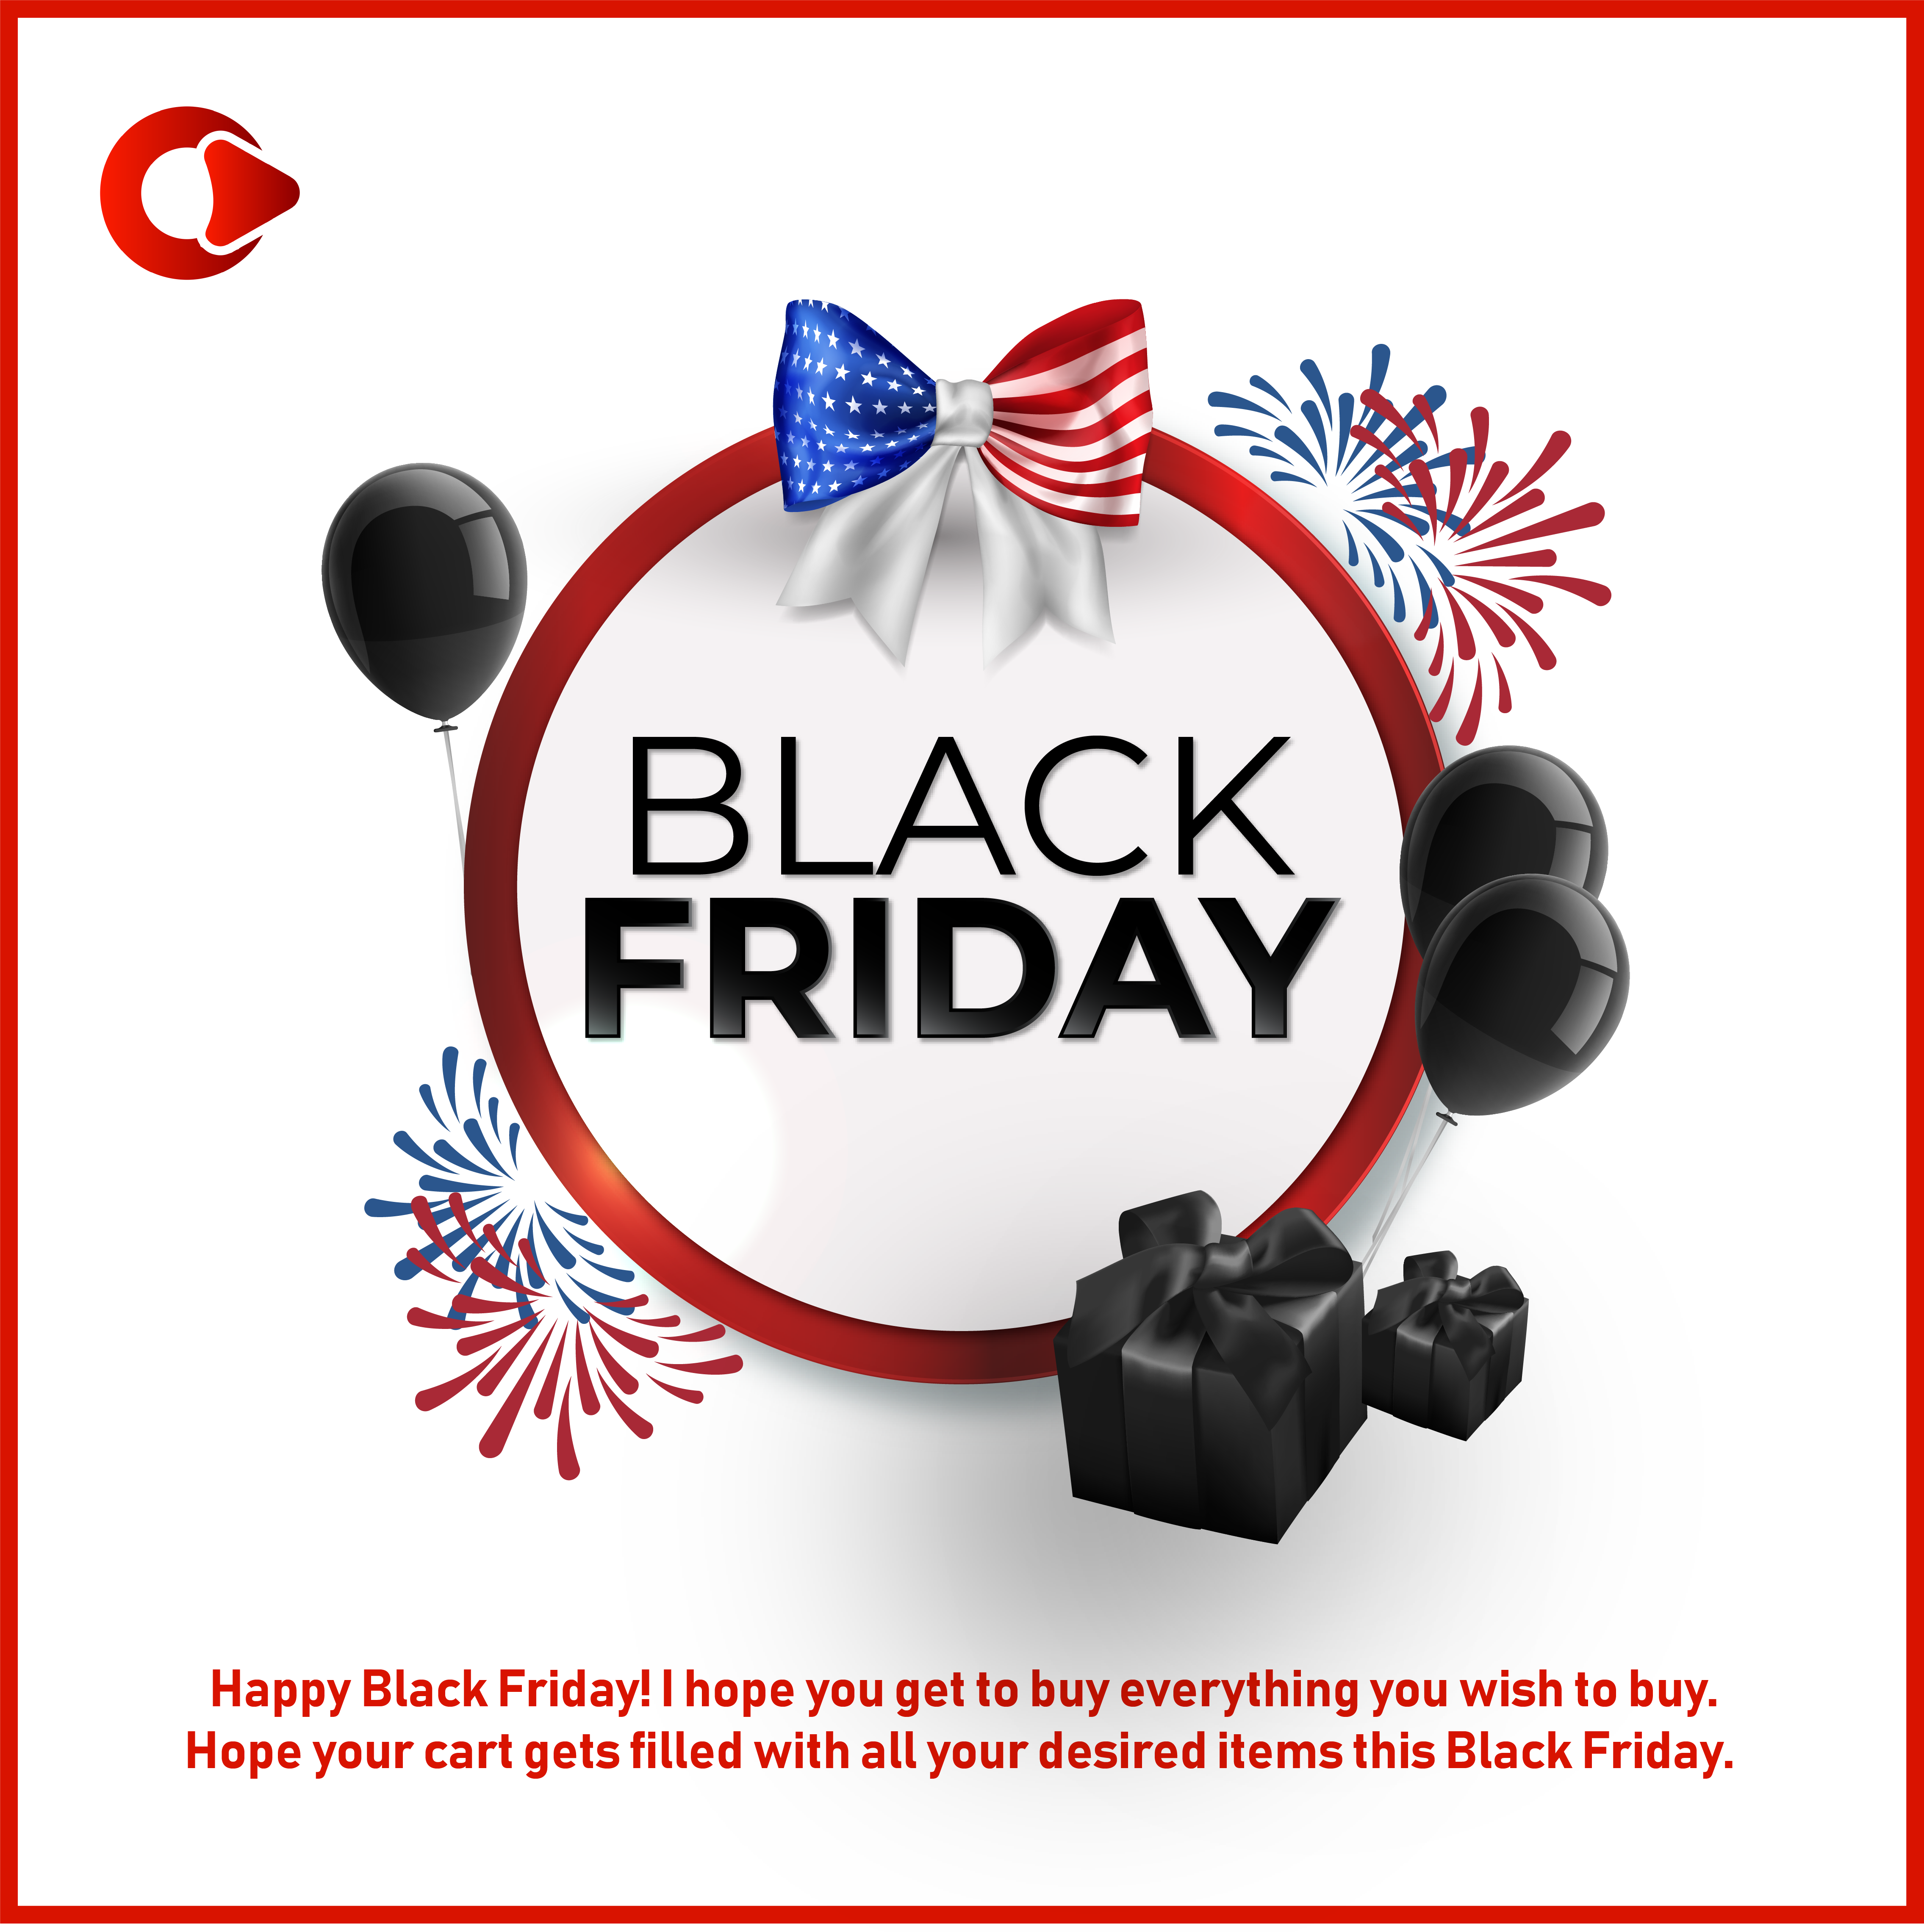 BLACK
FRIDAY
Happy Black Friday! I hope you get to buy everything you wish to buy.
Hope your cart gets filled with all your desired items this Black Friday.